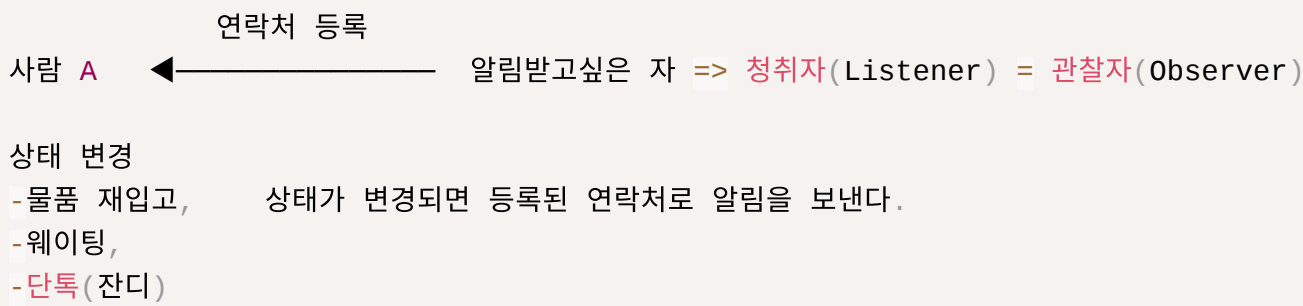 연락처 등록
사람 A ◀─────────────── 알림받고싶은 자 => 청취자(Listener) = 관찰자(Observer)
상태 변경
-물품 재입고, 상태가 변경되면 등록된 연락처로 알림을 보낸다.
-웨이팅,
-단톡(잔디)